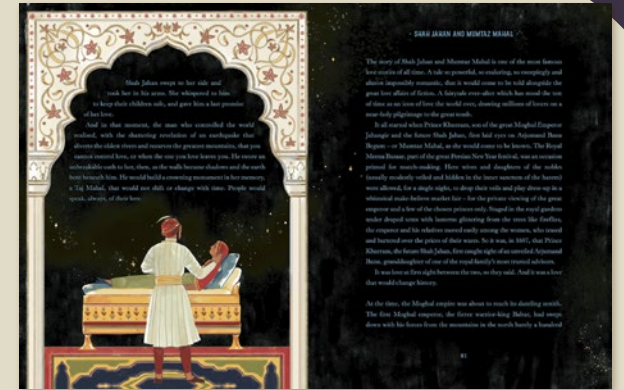 Shah Jahan swept to her side and
took her in his arms. She whispered to him
to keep their children safe, and gave him a last promise
of her love.
And in that moment, the man who controlled the world
realised, with the shattering revelation of an earthquake that
diverts the oldest rivers and recarves the greatest mountains, that you
cannot control love, or when the one you love leaves you. He swore an
unbreakable oath to her, then, as the walls became shadows and the earth
bent beneath him. He would build a crowning monument in her memory,
a Taj Mahal, that would not shift or change with time. People would
speak, always, of their love.
SHAH JAHAN AND MUMTAZ MAHAL
The story of Shah Jahan and Mumtaz Mahal is one of the most famous
love stories of all time. A tale so powerful, so enduring, so sweepingly and
almost impossibly romantic, that it would come to be told alongside the
great love affairs of fiction. A fairytale ever-after which has stood the test
of time as an icon of love the world over, drawing millions of lovers on a
near-holy pilgrimage to the great tomb.
It all started when Prince Khurram, son of the great Mughal Emperor
Jahangir and the future Shah Jahan, first laid eyes on Arjumand Banu
Begum – or Mumtaz Mahal, as she would come to be known. The Royal
Meena Bazaar, part of the great Persian New Year festival, was an occasion
primed for match-making. Here wives and daughters of the nobles
(usually modestly veiled and hidden in the inner sanctum of the harem)
were allowed, for a single night, to drop their veils and play dress-up in a
whimsical make-believe market fair – for the private viewing of the great
emperor and a few of the chosen princes only. Staged in the royal gardens
under draped tents with lanterns glittering from the trees like fireflies,
the emperor and his relatives moved easily among the women, who teased
and bartered over the prices of their wares. So it was, in 1607, that Prince
Khurram, the future Shah Jahan, first caught sight of an unveiled Arjumand
Banu, granddaughter of one of the royal family's most trusted advisors.
It was love at first sight between the two, so they said. And it was a love
that would change history.
At the time, the Mughal empire was about to reach its dazzling zenith.
The first Mughal emperor, the fierce warrior-king Babur, had swept
down with his forces from the mountains in the north barely a hundred